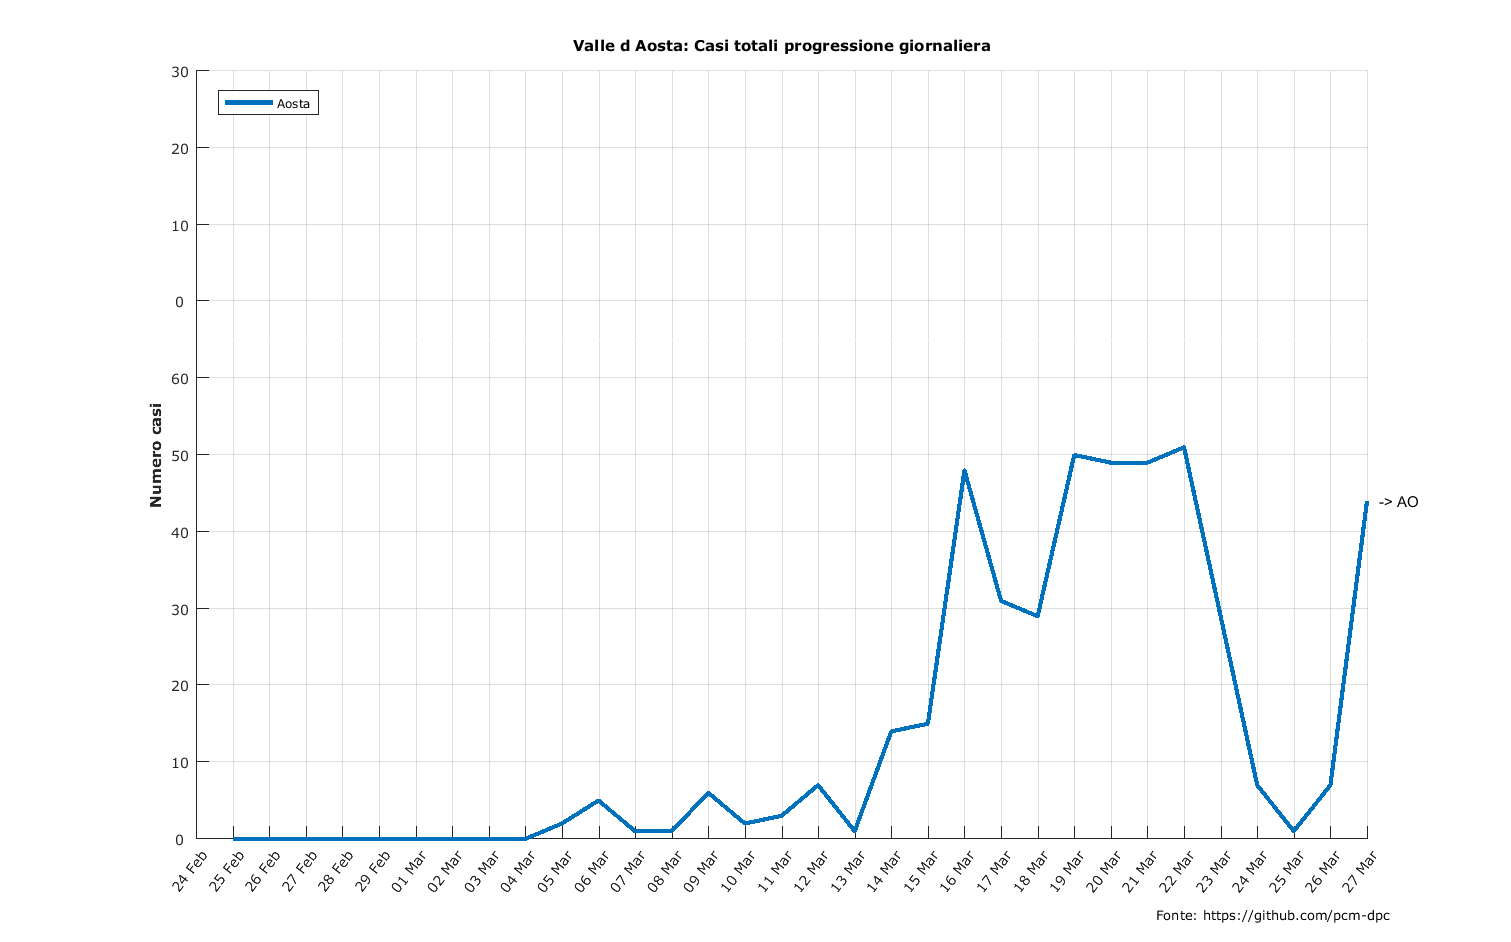 Valle d Aosta: Casi totali progressione giornaliera
Aosta
30
20
10
0
60
50
40
30
20
10
0
Numero casi
-> AO
24 Feb
25 Feb
26 Feb
27 Feb
28 Feb
29 Feb
01 Mar
02 Mar
03 Mar
04 Mar
05 Mar
06 Mar
07 Mar
08 Mar
09 Mar
10 Mar
11 Mar
12 Mar
13 Mar
14 Mar
15 Mar
16 Mar
17 Mar
18 Mar
19 Mar
20 Mar
21 Mar
22 Mar
23 Mar
24 Mar
25 Mar
26 Mar
27 Mar
Fonte: https://github.com/pcm-dpc